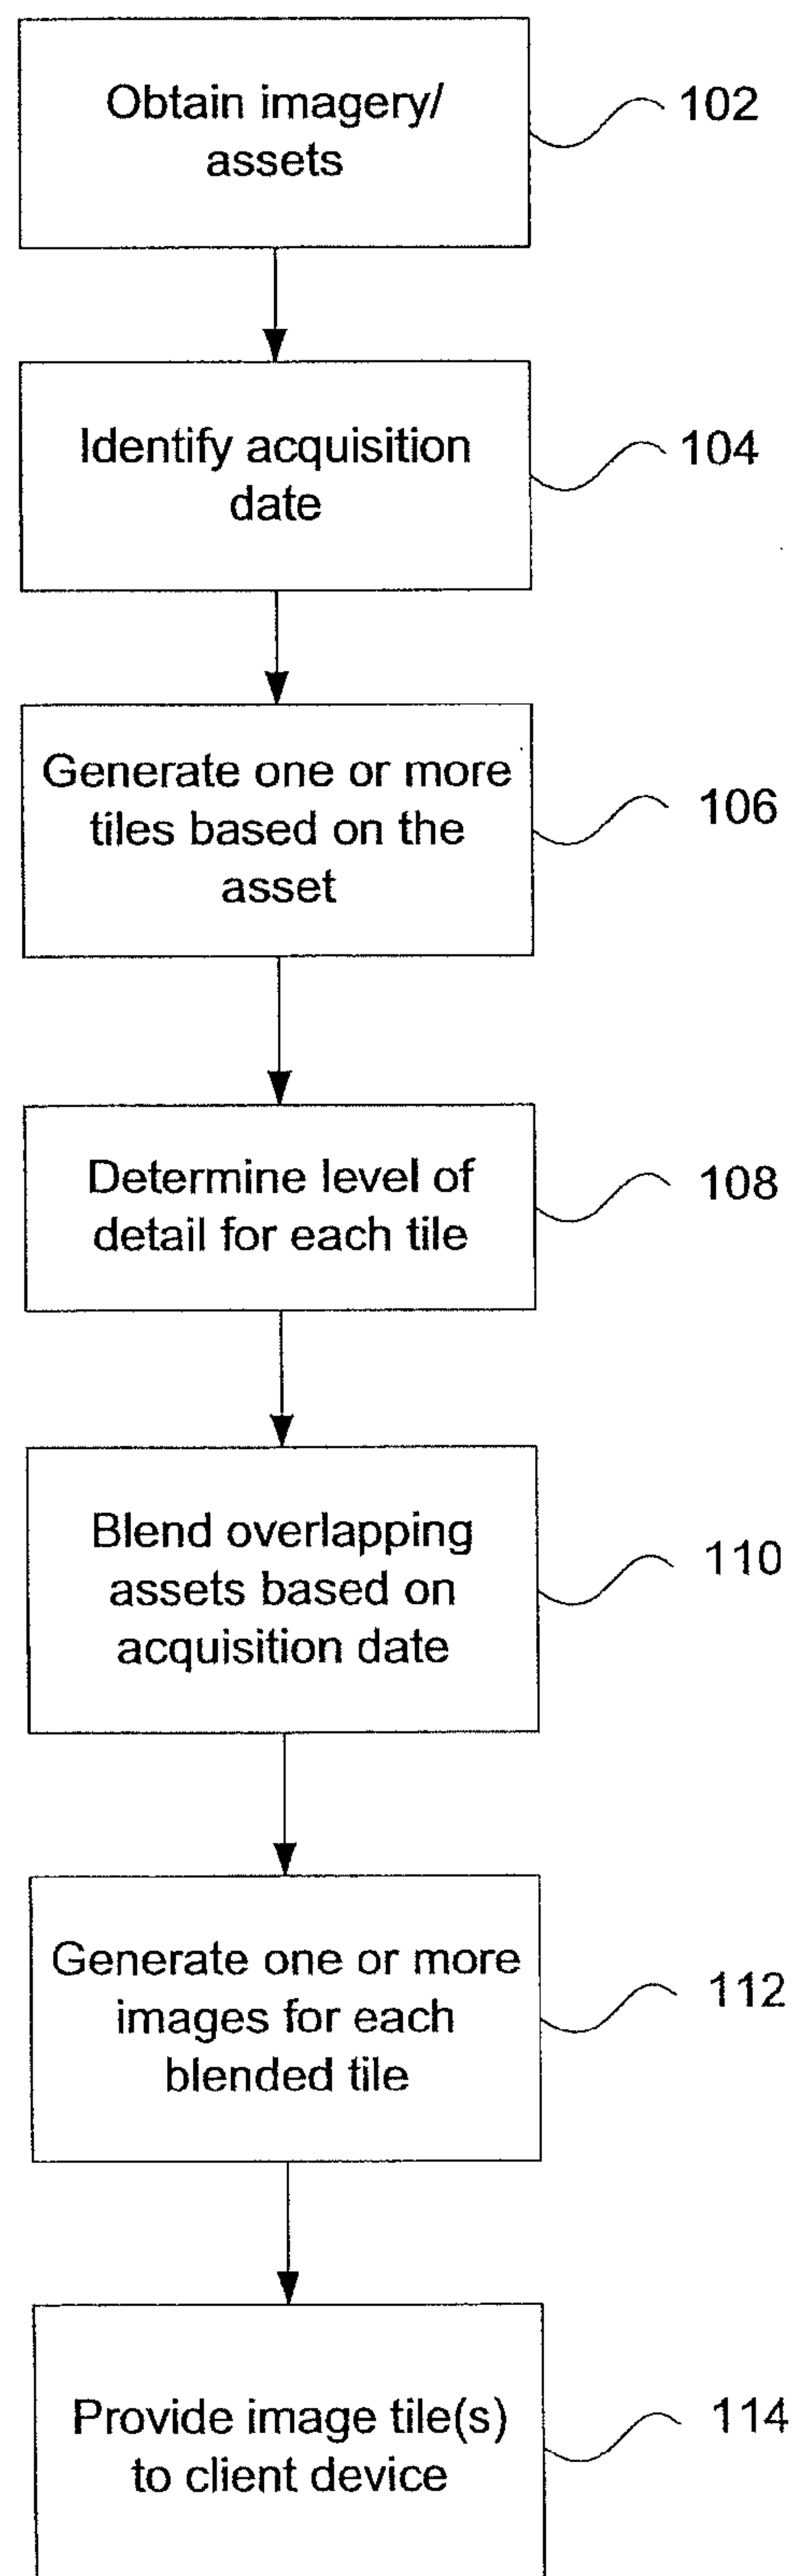 Obtain imagery/
assets
102
Identify acquisition
date
104
Generate one or more
tiles based on the
asset
106
Determine level of
detail for each tile
108
Blend overlapping
assets based on
acquisition date
110
Generate one or more
images for each
blended tile
112
Provide image tile(s)
to client device
114